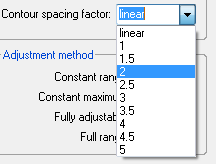 Contour spacing factor: linear
linear
1
1.5
2
Adjustment method
2.5
Constant ran
3
Constant maximu
3.5
Fully adjustab
4
Full ran
4.5
5